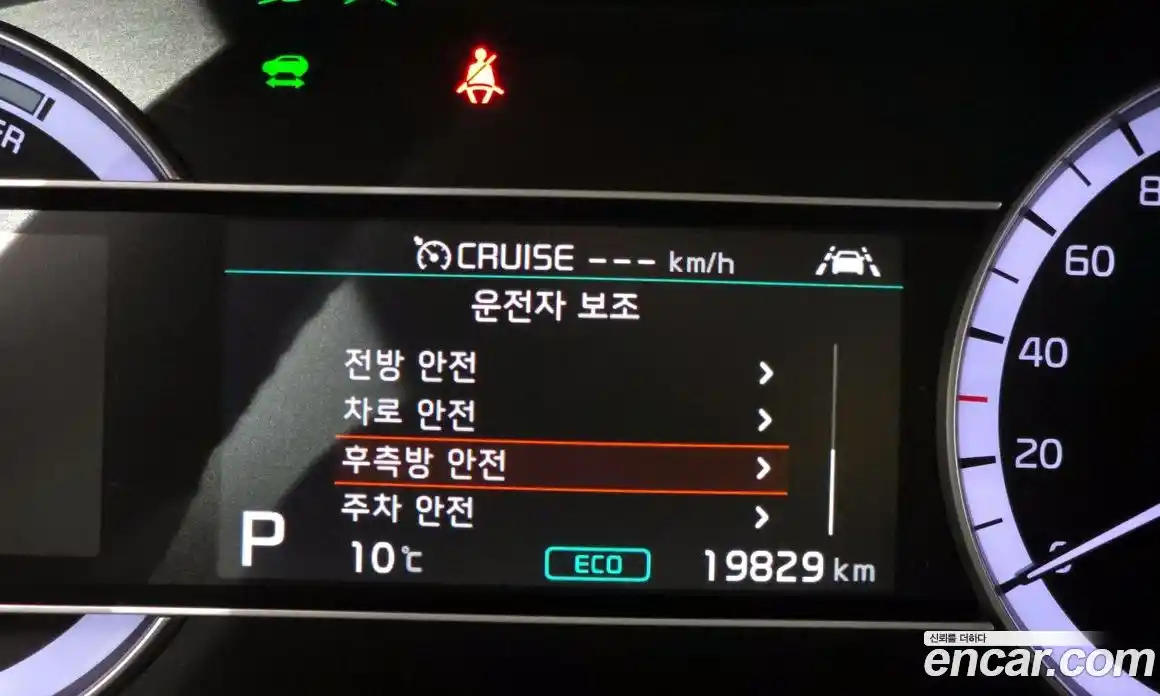 CRUISE --- km/h
운전자 보조
전방 안전
차로 안전
후측방 안전
주차 안전
P
10℃
ECO
19829 km
80
60
40
20
0
신뢰를 더하다
encar.com